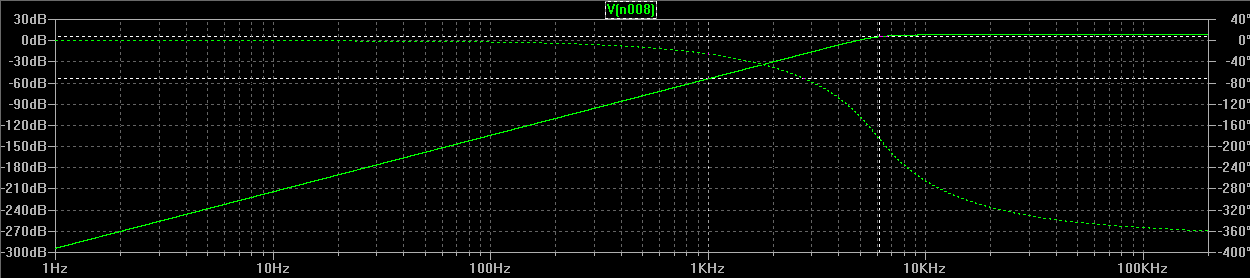 V(n008)
30dB
0dB
-30dB
-60dB
-90dB
-120dB
-150dB
-180dB
-210dB
-240dB
-270dB
-300dB
40°
0°
-40°
-80°
-120°
-160°
-200°
-240°
-280°
-320°
-360°
-400°
1Hz
10Hz
100Hz
1KHz
10KHz
100KHz